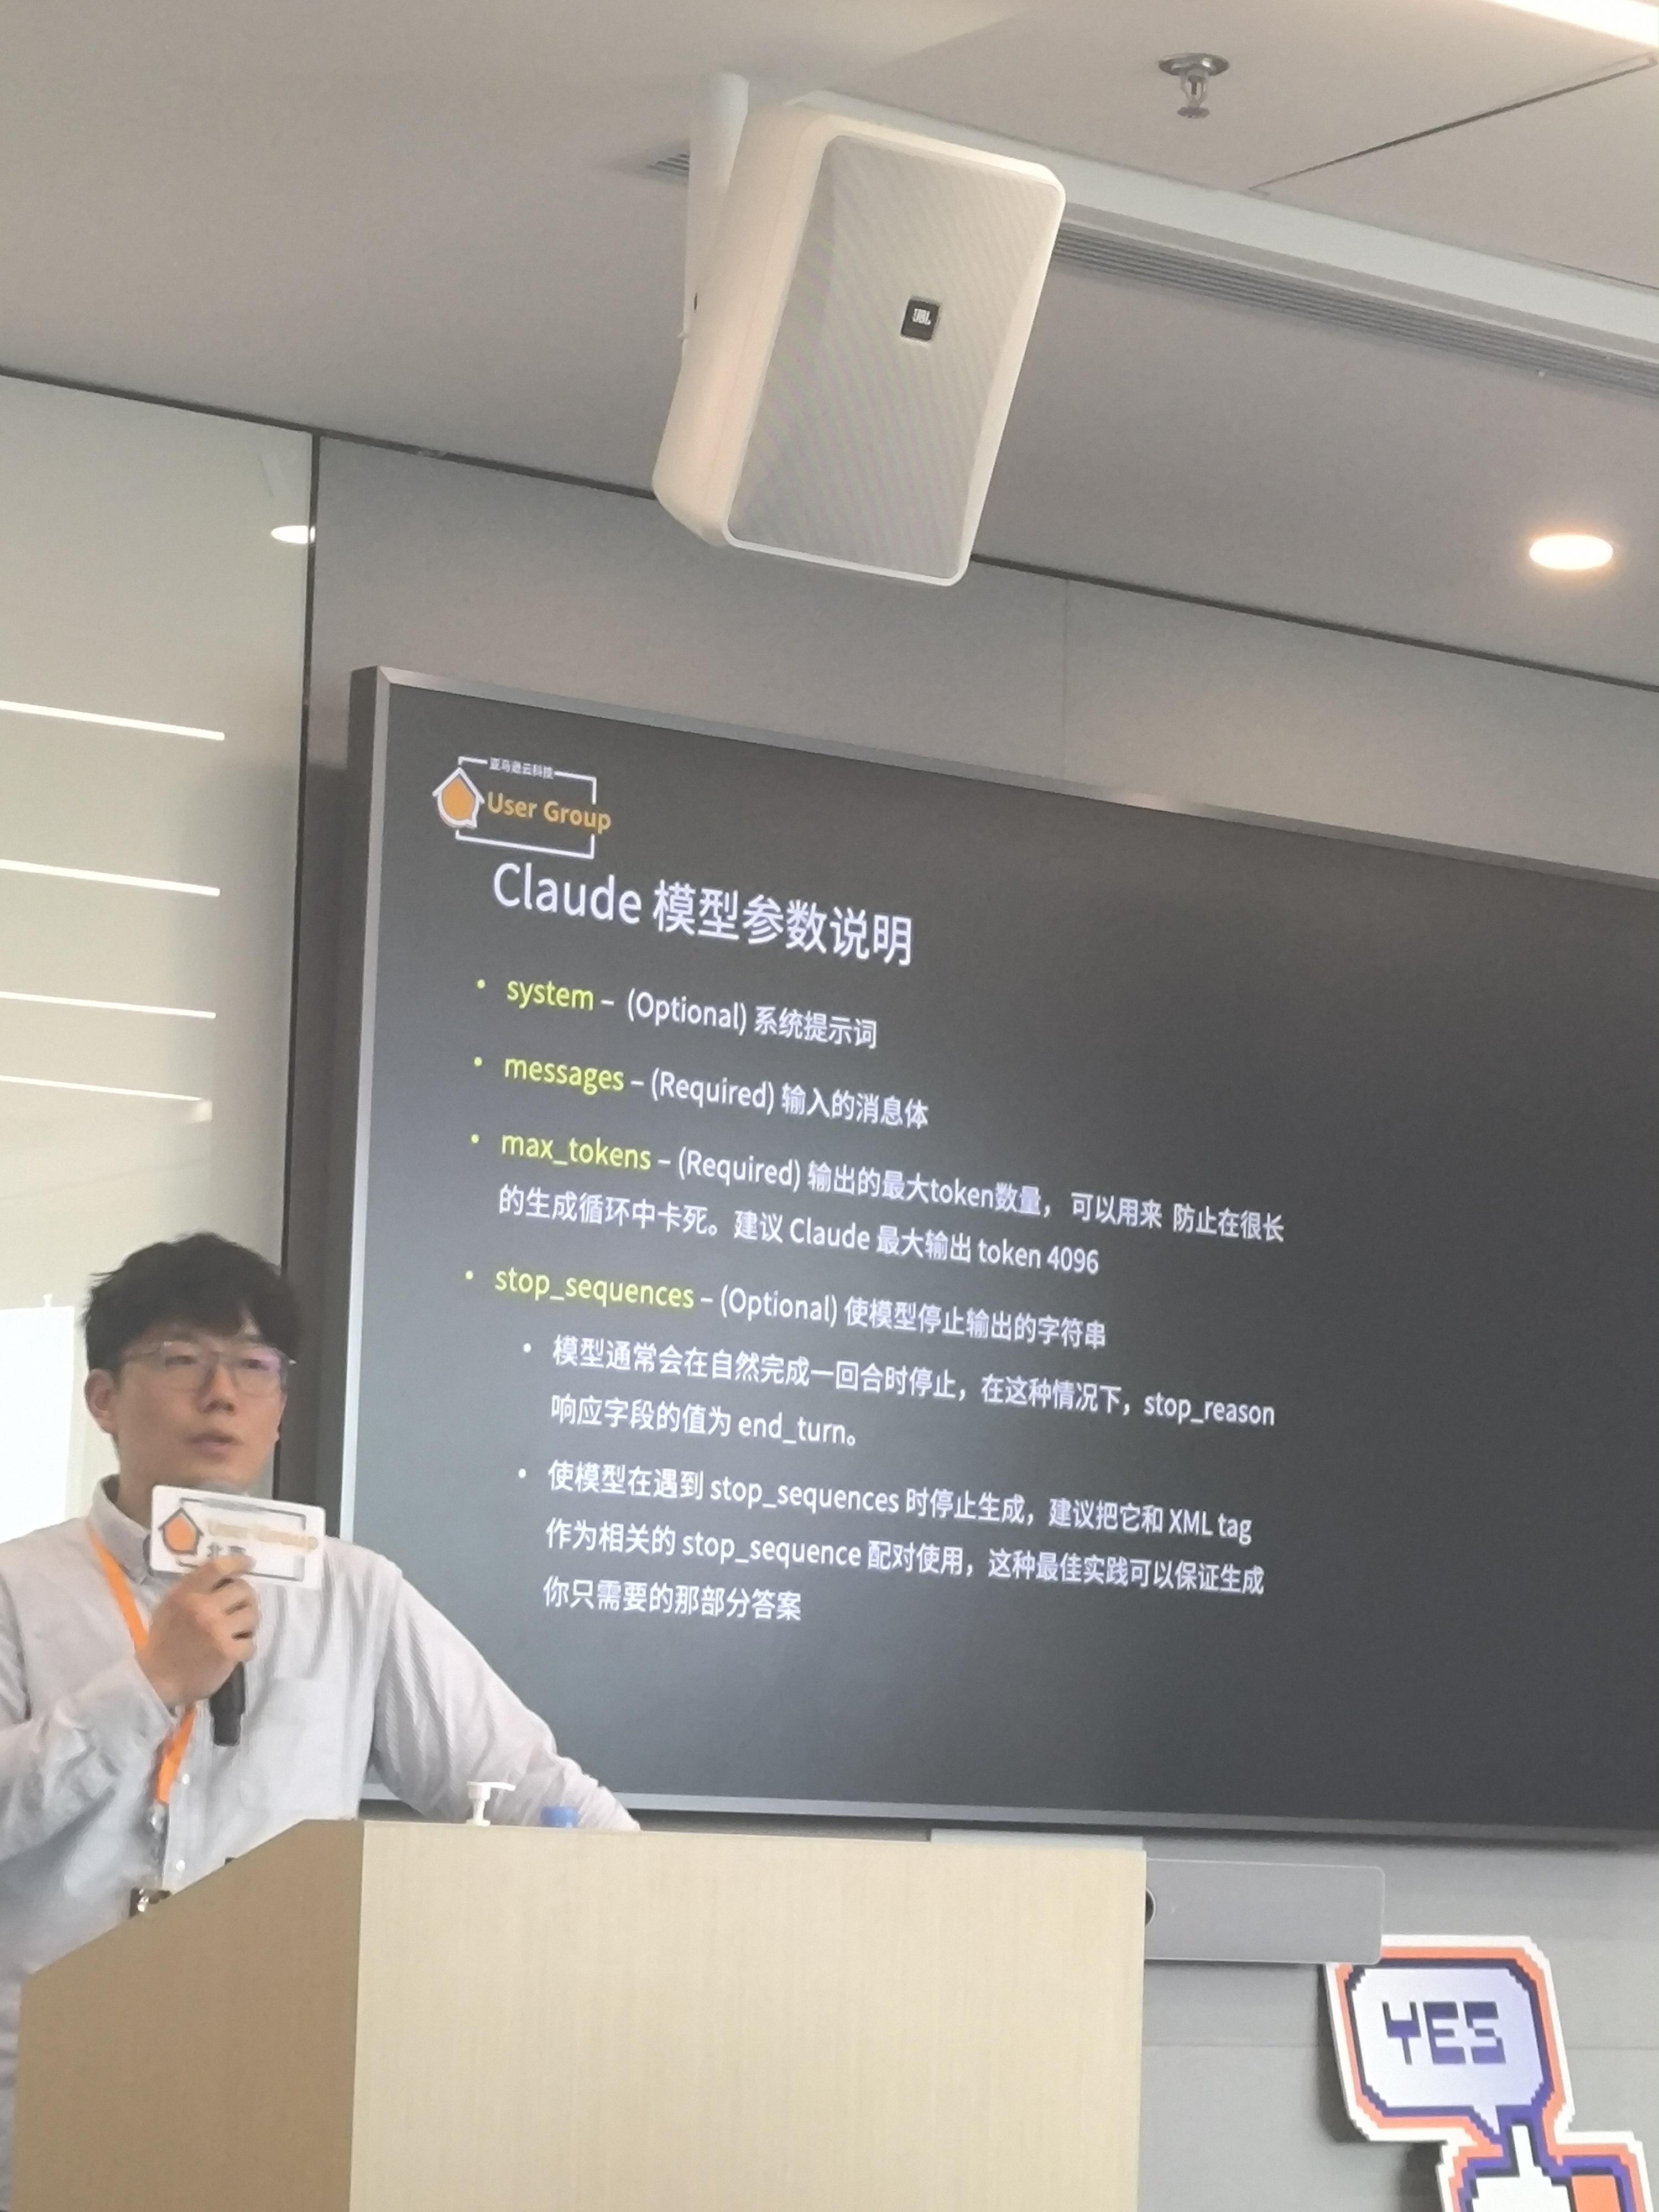 JBL
亚马逊云科技
User Group
Claude 模型参数说明
• system – (Optional) 系统提示词
• messages – (Required) 输入的消息体
• max_tokens – (Required) 输出的最大token数量， 可以用来 防止在很长
的生成循环中卡死。建议 Claude 最大输出 token 4096
• stop_sequences – (Optional) 使模型停止输出的字符串
• 模型通常会在自然完成一回合时停止，在这种情况下，stop_reason
响应字段的值为 end_turn。
• 使模型在遇到 stop_sequences 时停止生成，建议把它和 XML tag
作为相关的 stop_sequence 配对使用，这种最佳实践可以保证生成
你只需要的那部分答案
User Group
YES